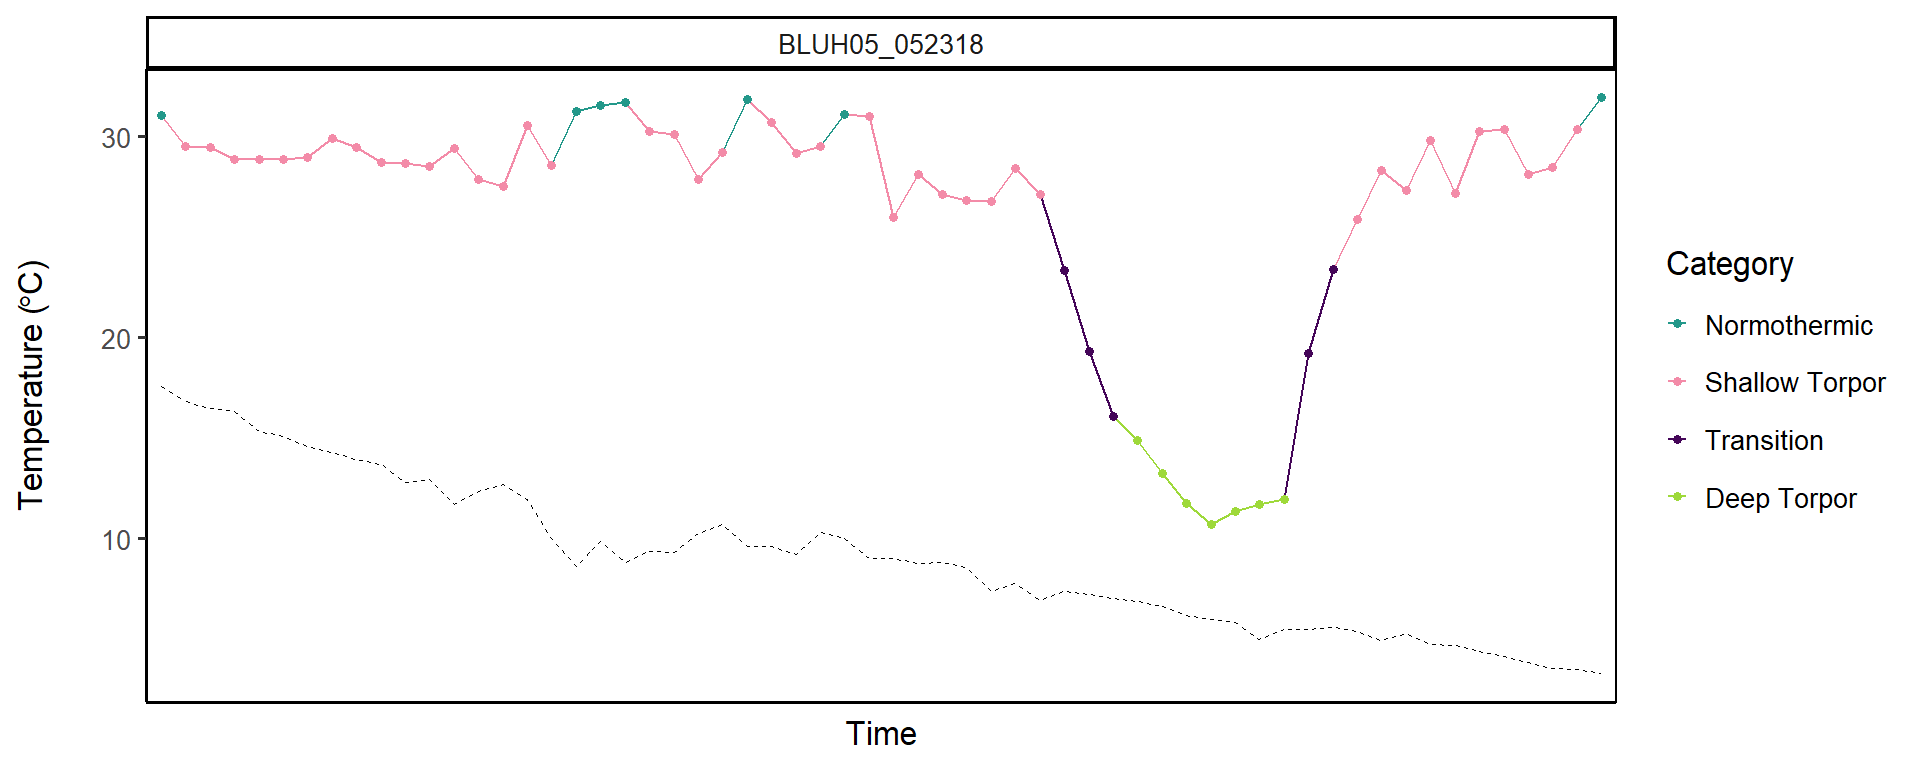 BLUH05_052318
30
20
10
Temperature (°C)
Time
Category
Normothermic
Shallow Torpor
Transition
Deep Torpor